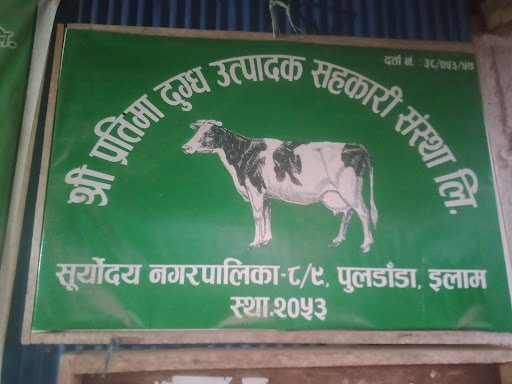 दर्ता नं. : ३८/०५३/५४
श्री प्रतिमा दुग्ध उत्पादक सहकारी संस्था लि.
सूर्योदय नगरपालिका-८/९, पुलडाँडा, इलाम
स्था.२०५३